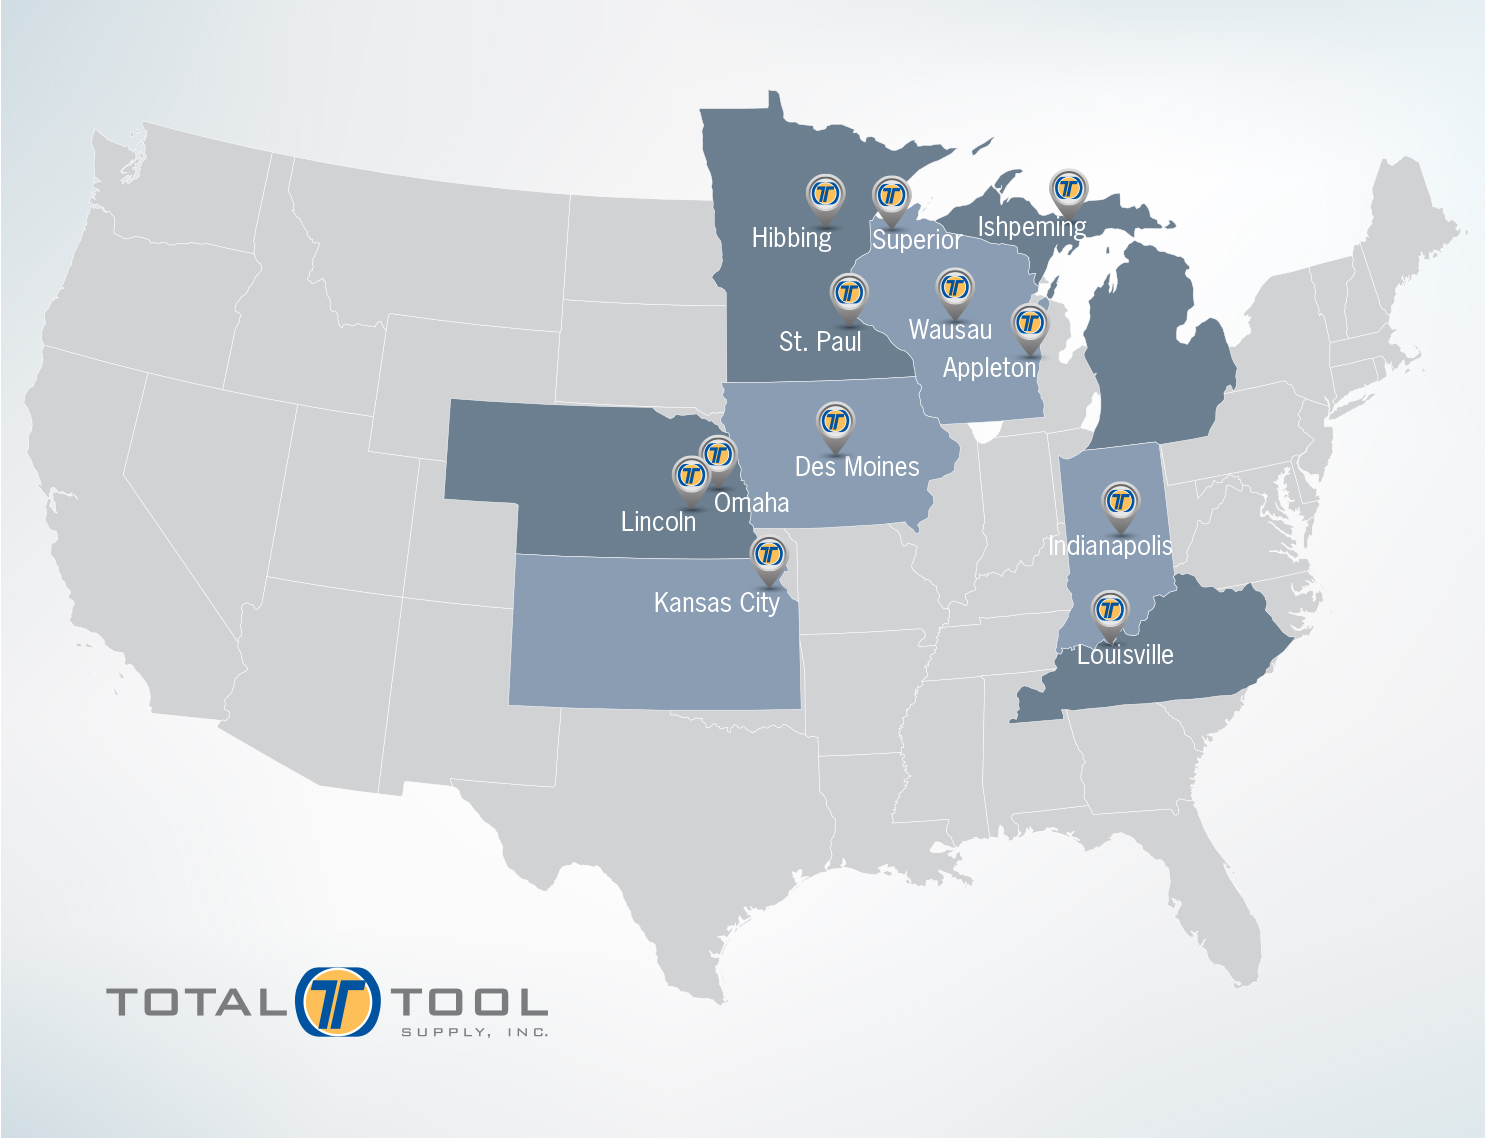 Hibbing
Superior
Ishpeming
St. Paul
Wausau
Appleton
Des Moines
Omaha
Lincoln
Indianapolis
Kansas City
Louisville
TOTAL TT TOOL
SUPPLY, INC.